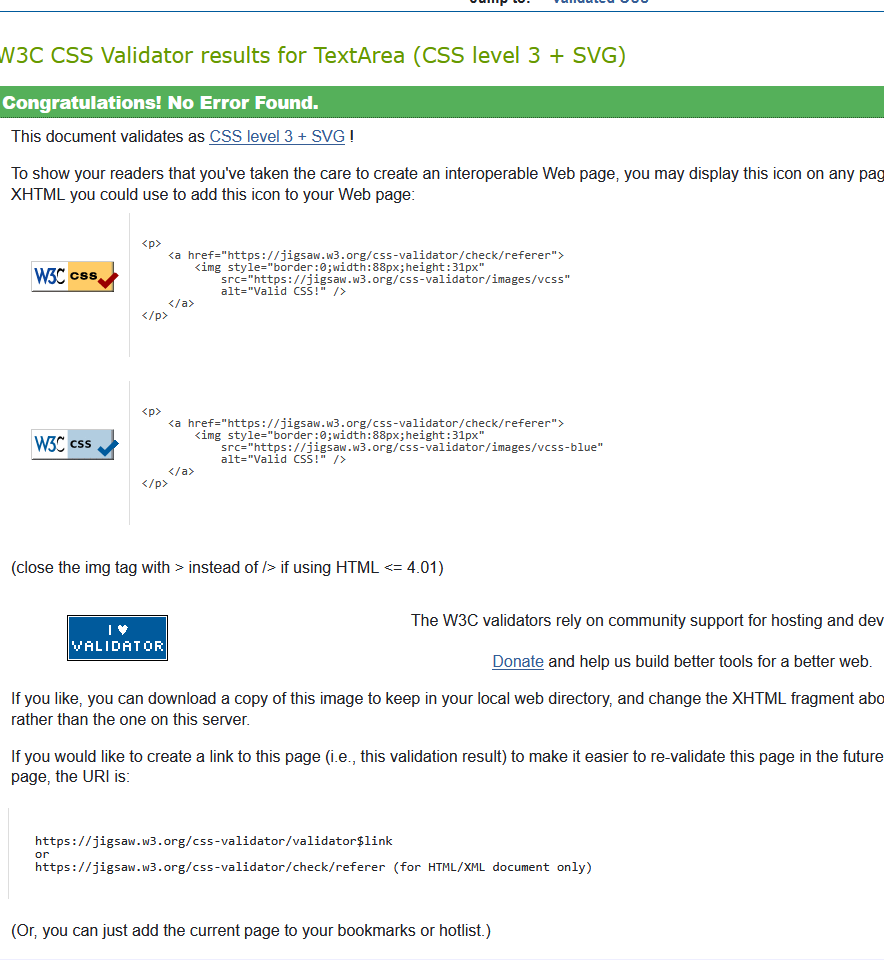 Jump to: Validated CSS
W3C CSS Validator results for TextArea (CSS level 3 + SVG)
Congratulations! No Error Found.
This document validates as CSS level 3 + SVG !
To show your readers that you've taken the care to create an interoperable Web page, you may display this icon on any pag
XHTML you could use to add this icon to your Web page:
W3C css
<p>
<a href="https://jigsaw.w3.org/css-validator/check/referer">
<img style="border:0;width:88px;height:31px"
src="https://jigsaw.w3.org/css-validator/images/vcss"
alt="Valid CSS!" />
</a>
</p>
W3C css
<p>
<a href="https://jigsaw.w3.org/css-validator/check/referer">
<img style="border:0;width:88px;height:31px"
src="https://jigsaw.w3.org/css-validator/images/vcss-blue"
alt="Valid CSS!" />
</a>
</p>
(close the img tag with > instead of /> if using HTML <= 4.01)
I ♥
VALIDATOR
The W3C validators rely on community support for hosting and dev
Donate and help us build better tools for a better web.
If you like, you can download a copy of this image to keep in your local web directory, and change the XHTML fragment abo
rather than the one on this server.
If you would like to create a link to this page (i.e., this validation result) to make it easier to re-validate this page in the future
page, the URI is:
https://jigsaw.w3.org/css-validator/validator$link
or
https://jigsaw.w3.org/css-validator/check/referer (for HTML/XML document only)
(Or, you can just add the current page to your bookmarks or hotlist.)